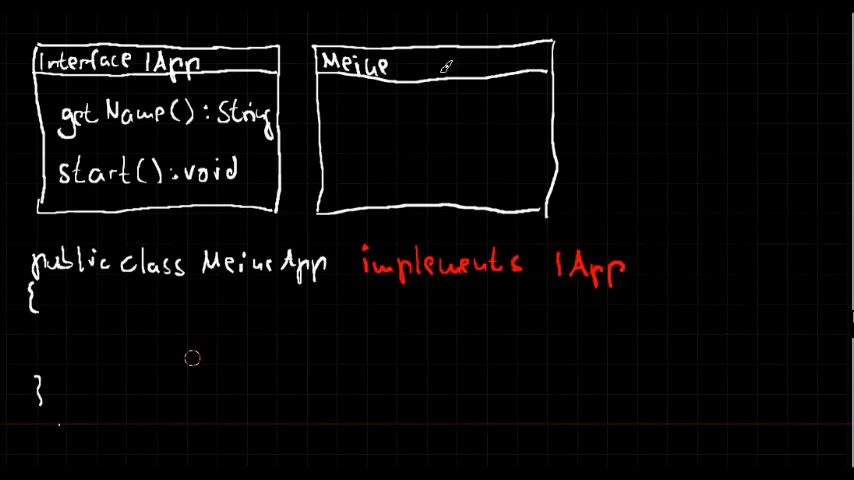 Interface IApp
getName() : String
start() : void
Meine
public class MeineApp implements IApp
{
}